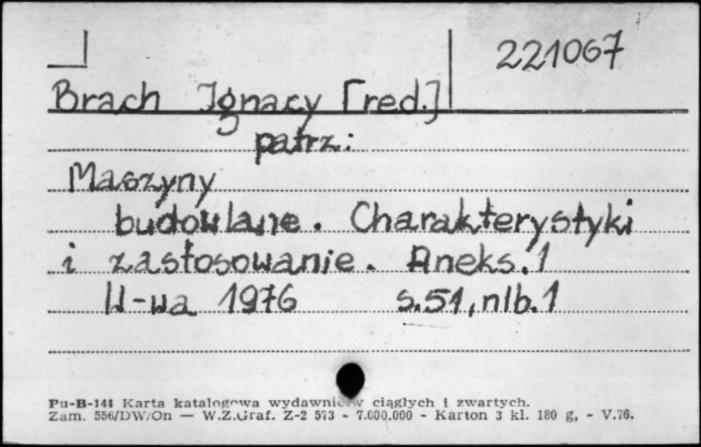 221067
Brach Ignacy [red.]
patrz:
Maszyny
budowlane. Charakterystyki
i zastosowanie. Aneks. 1
W-wa 1976 s. 51, nlb. 1
Pu-B-144 Karta katalogowa wydawnictw ciągłych i zwartych.
Zam. 556/DW/On — W.Z.Graf. Z-2 573 - 7.000.000 - Karton 3 kl. 180 g, - V.76.